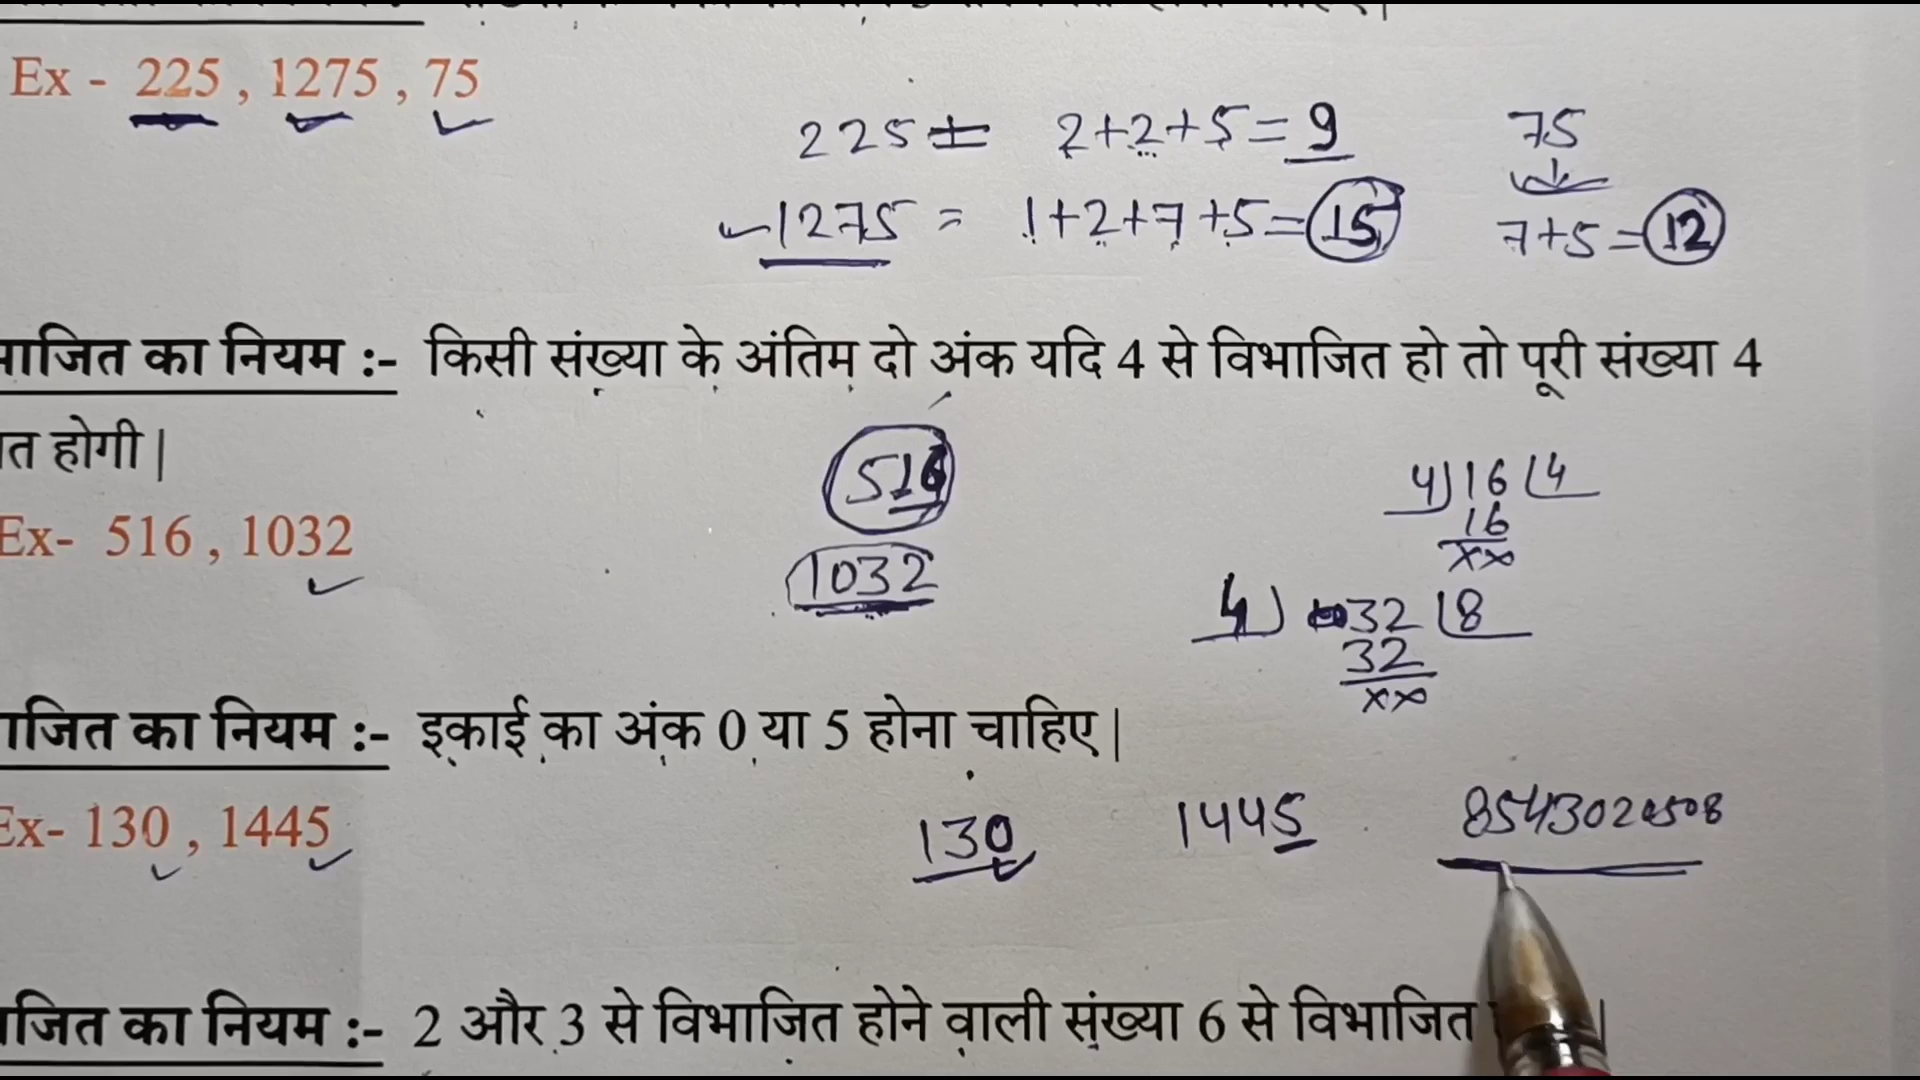 Ex - 225 , 1275 , 75
225 ± 2+2+5=9 75
1275 = 1+2+7+5=15 7+5=12
का नियम :- किसी संख्या के अंतिम दो अंक यदि 4 से विभाजित हो तो पूरी संख्या 4
होगी |
516 4)16(4
16
××
Ex- 516 , 1032
1032 4) 32(8
32
××
का नियम :- इकाई का अंक 0 या 5 होना चाहिए |
Ex- 130 , 1445
130 1445
का नियम :- 2 और 3 से विभाजित होने वाली संख्या 6 से विभाजित |